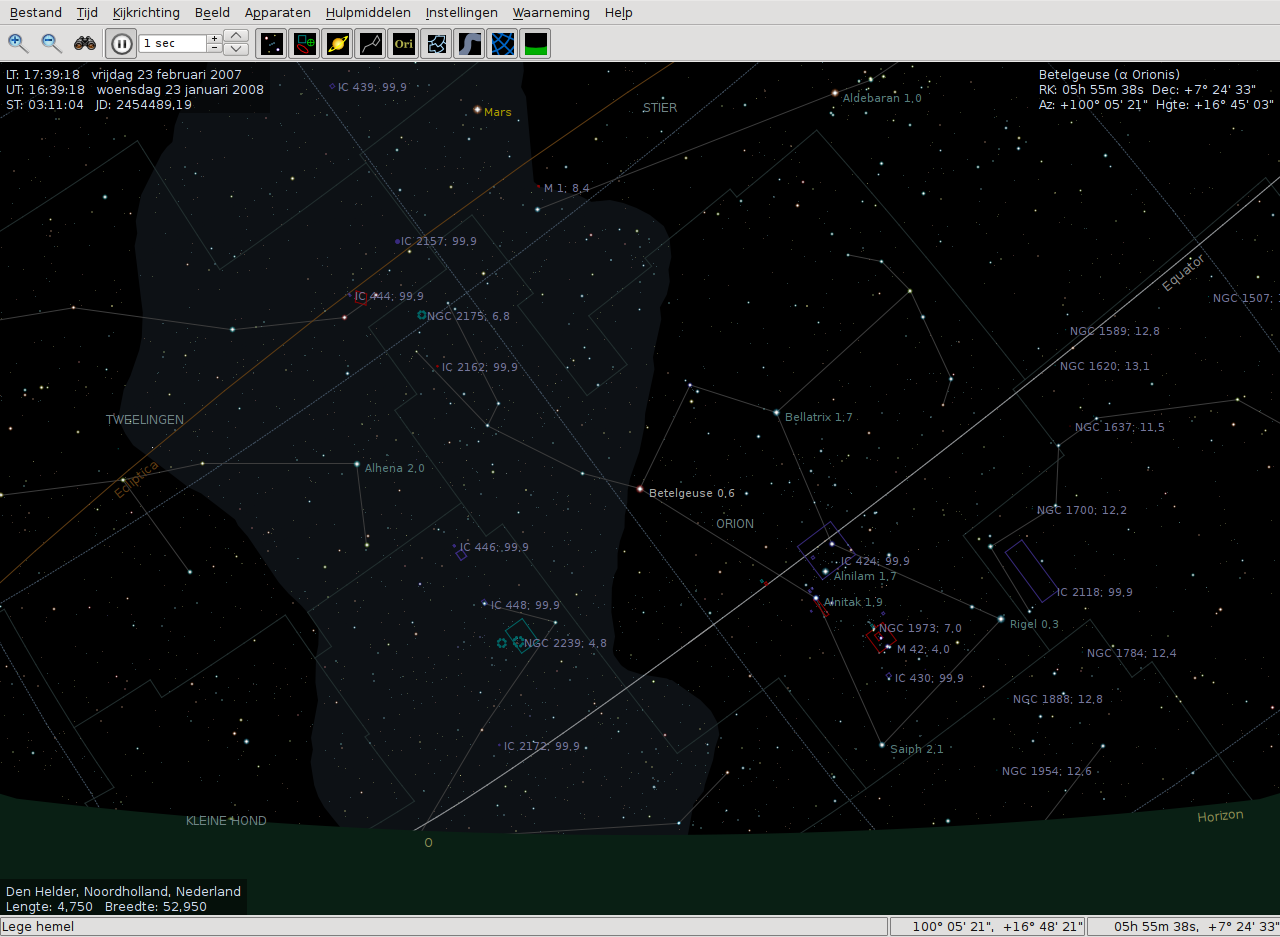 Bestand Tijd Kijkrichting Beeld Apparaten Hulpmiddelen Instellingen Waarneming Help
1 sec
Ori
LT: 17:39:18 vrijdag 23 februari 2007
UT: 16:39:18 woensdag 23 januari 2008
ST: 03:11:04 JD: 2454489,19
Betelgeuse (α Orionis)
RK: 05h 55m 38s Dec: +7° 24' 33"
Az: +100° 05' 21" Hgte: +16° 45' 03"
IC 439; 99,9
Mars
STIER
Aldebaran 1,0
M 1; 8,4
IC 2157; 99,9
Equator
IC 444; 99,9
NGC 1507;
NGC 2175; 6,8
NGC 1589; 12,8
IC 2162; 99,9
NGC 1620; 13,1
TWEELINGEN
Bellatrix 1,7
NGC 1637; 11,5
Ecliptica
Alhena 2,0
Betelgeuse 0,6
NGC 1700; 12,2
ORION
IC 446; 99,9
IC 424; 99,9
Alnilam 1,7
IC 2118; 99,9
IC 448; 99,9
Alnitak 1,9
Rigel 0,3
NGC 1973; 7,0
NGC 2239; 4,8
M 42; 4,0
NGC 1784; 12,4
IC 430; 99,9
NGC 1888; 12,8
IC 2172; 99,9
Saiph 2,1
NGC 1954; 12,6
KLEINE HOND
Horizon
O
Den Helder, Noordholland, Nederland
Lengte: 4,750 Breedte: 52,950
Lege hemel 100° 05' 21", +16° 48' 21" 05h 55m 38s, +7° 24' 33"